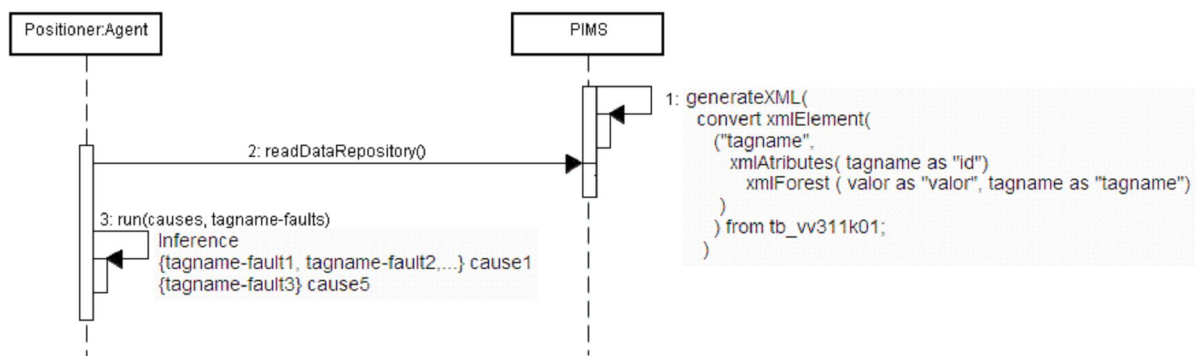 Positioner:Agent
PIMS
1: generateXML(
convert xmlElement(
("tagname",
xmlAtributes( tagname as "id")
xmlForest ( valor as "valor", tagname as "tagname")
)
) from tb_vv311k01;
)
2: readDataRepository()
3: run(causes, tagname-faults)
Inference
{tagname-fault1, tagname-fault2,...} cause1
{tagname-fault3} cause5